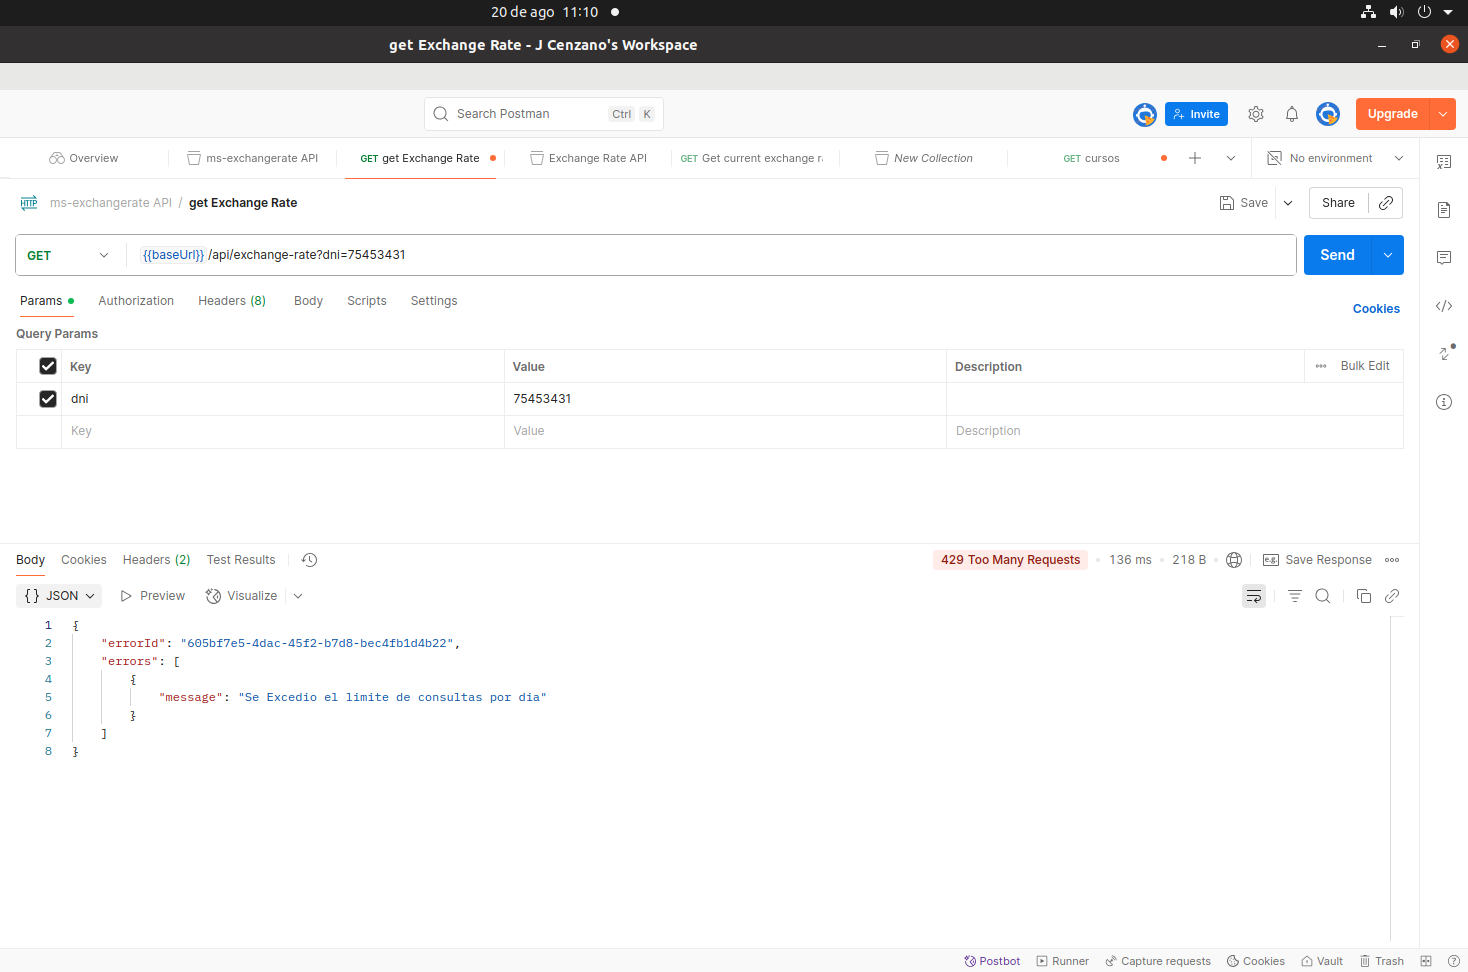 20 de ago 11:10
get Exchange Rate - J Cenzano's Workspace
Search Postman Ctrl K
Invite
Upgrade
Overview
ms-exchangerate API
GET get Exchange Rate
Exchange Rate API
GET Get current exchange r
New Collection
GET cursos
No environment
HTTP ms-exchangerate API / get Exchange Rate
Save
Share
GET
{{baseUrl}} /api/exchange-rate?dni=75453431
Send
Params
Authorization
Headers (8)
Body
Scripts
Settings
Cookies
Query Params
Key Value Description Bulk Edit
dni 75453431
Key Value Description
Body Cookies Headers (2) Test Results
429 Too Many Requests 136 ms 218 B e.g. Save Response
{} JSON Preview Visualize
1 {
2 "errorId": "605bf7e5-4dac-45f2-b7d8-bec4fb1d4b22",
3 "errors": [
4 {
5 "message": "Se Excedio el limite de consultas por dia"
6 }
7 ]
8 }
Postbot Runner Capture requests Cookies Vault Trash